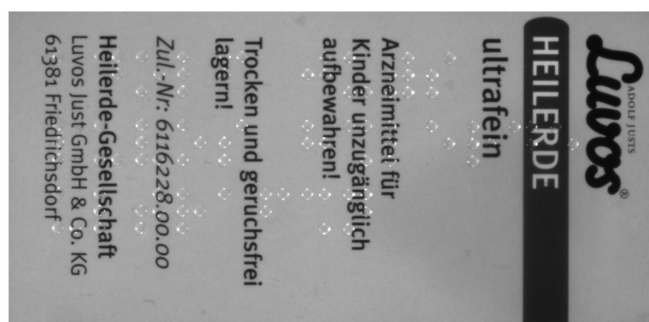 ADOLF JUSTS
Luvos®
HEILERDE
ultrafein
Arzneimittel für
Kinder unzugänglich
aufbewahren!
Trocken und geruchsfrei
lagern!
Zul.-Nr: 6116228.00.00
Heilerde-Gesellschaft
Luvos Just GmbH & Co. KG
61381 Friedrichsdorf